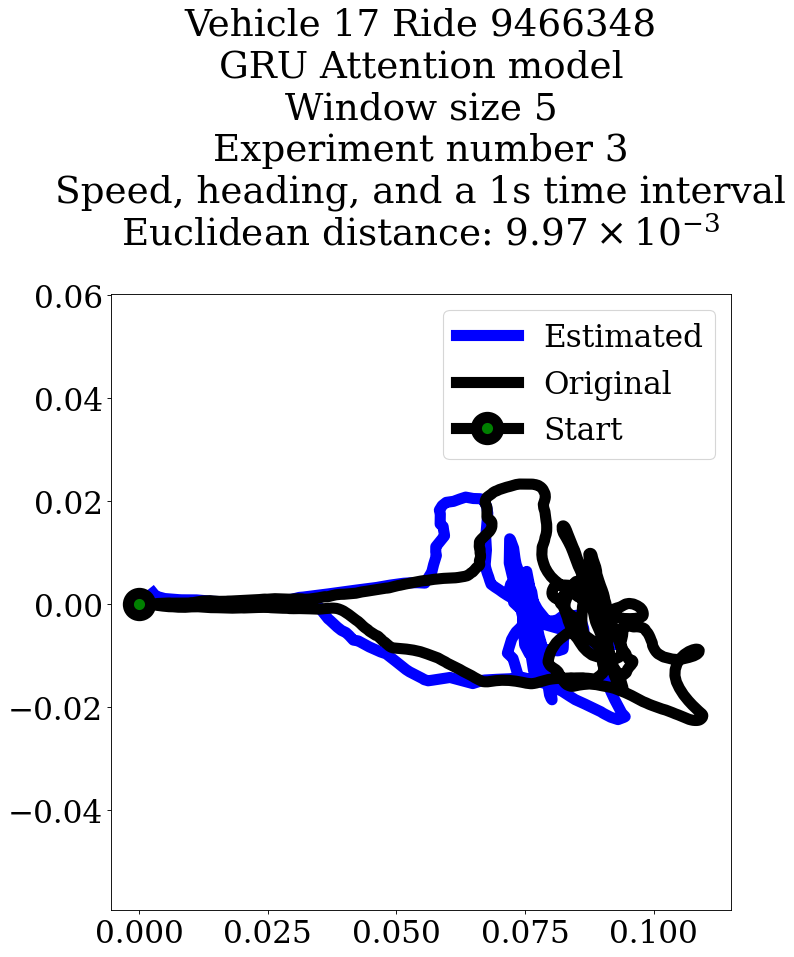 Vehicle 17 Ride 9466348
GRU Attention model
Window size 5
Experiment number 3
Speed, heading, and a 1s time interval
Euclidean distance: 9.97 × 10⁻³
0.06
0.04
0.02
0.00
−0.02
−0.04
Estimated
Original
Start
0.000 0.025 0.050 0.075 0.100